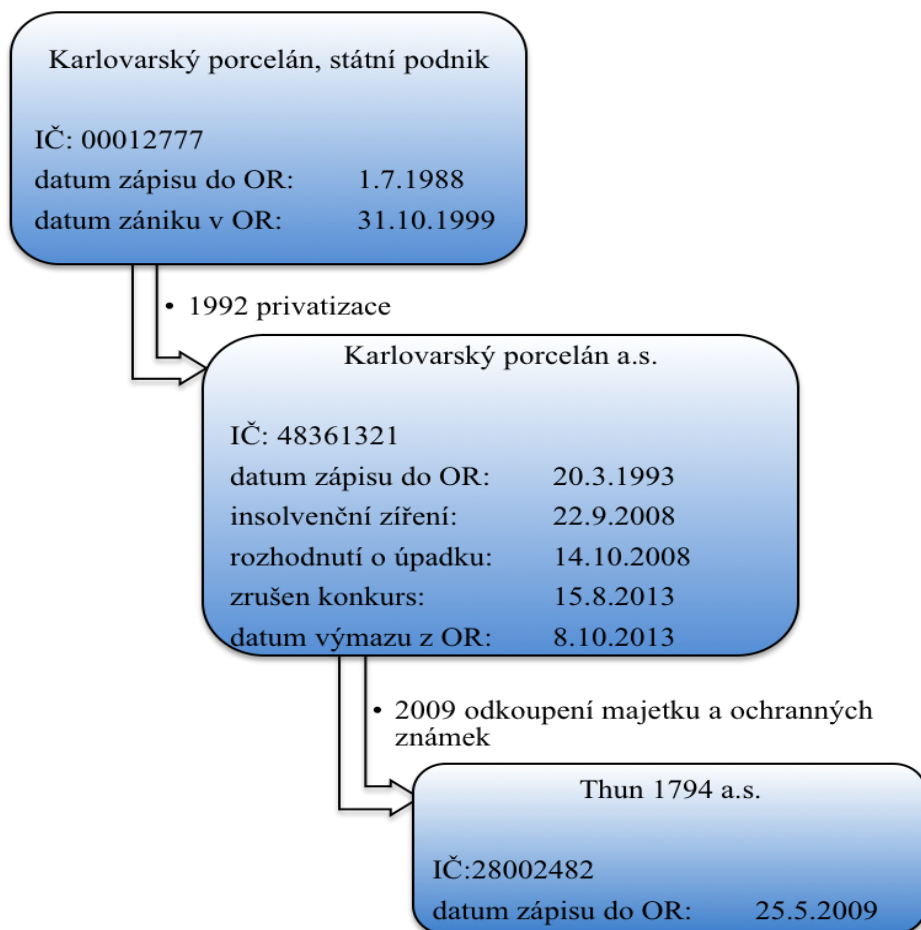 Karlovarský porcelán, státní podnik
IČ: 00012777
datum zápisu do OR: 1.7.1988
datum zániku v OR: 31.10.1999
• 1992 privatizace
Karlovarský porcelán a.s.
IČ: 48361321
datum zápisu do OR: 20.3.1993
insolvenční zíření: 22.9.2008
rozhodnutí o úpadku: 14.10.2008
zrušen konkurs: 15.8.2013
datum výmazu z OR: 8.10.2013
• 2009 odkoupení majetku a ochranných
známek
Thun 1794 a.s.
IČ:28002482
datum zápisu do OR: 25.5.2009